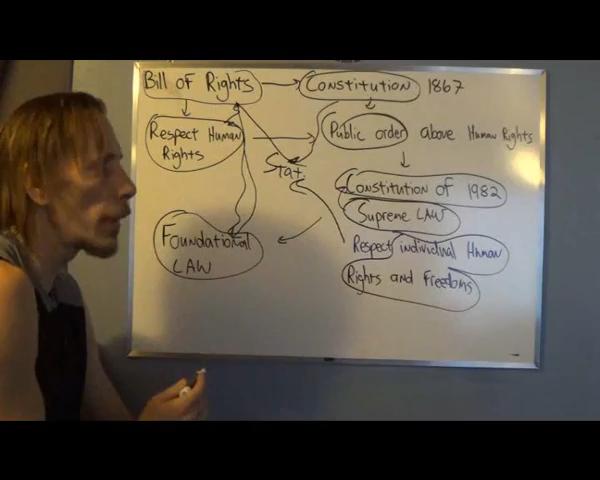 Bill of Rights Constitution 1867
Respect Human Public order above Human Rights
Rights
Constitution of 1982
Supreme LAW
Foundational Respect individual Human
LAW Rights and Freedoms